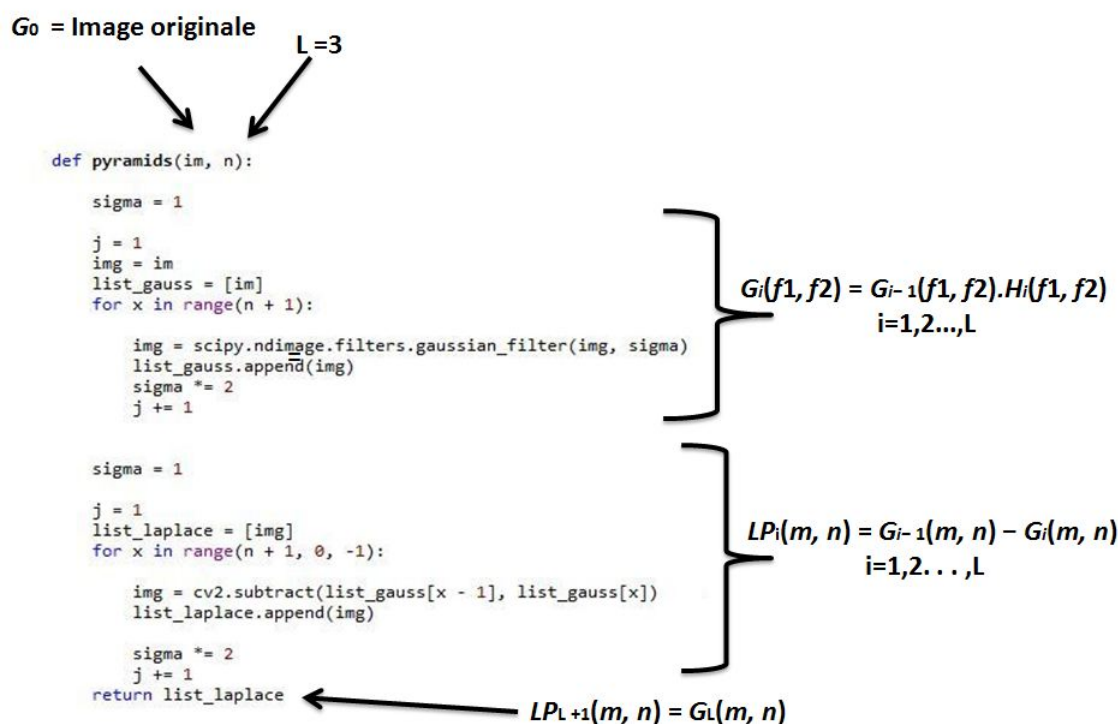 G0 = Image originale
L =3
def pyramids(im, n):
sigma = 1
j = 1
img = im
list_gauss = [im]
for x in range(n + 1):
img = scipy.ndimage.filters.gaussian_filter(img, sigma)
=
list_gauss.append(img)
sigma *= 2
j += 1
Gi(f1, f2) = Gi−1(f1, f2).Hi(f1, f2)
i=1,2...,L
sigma = 1
j = 1
list_laplace = [img]
for x in range(n + 1, 0, -1):
img = cv2.subtract(list_gauss[x - 1], list_gauss[x])
list_laplace.append(img)
sigma *= 2
j += 1
return list_laplace
LPi(m, n) = Gi−1(m, n) − Gi(m, n)
i=1,2. . . ,L
LPL +1(m, n) = GL(m, n)